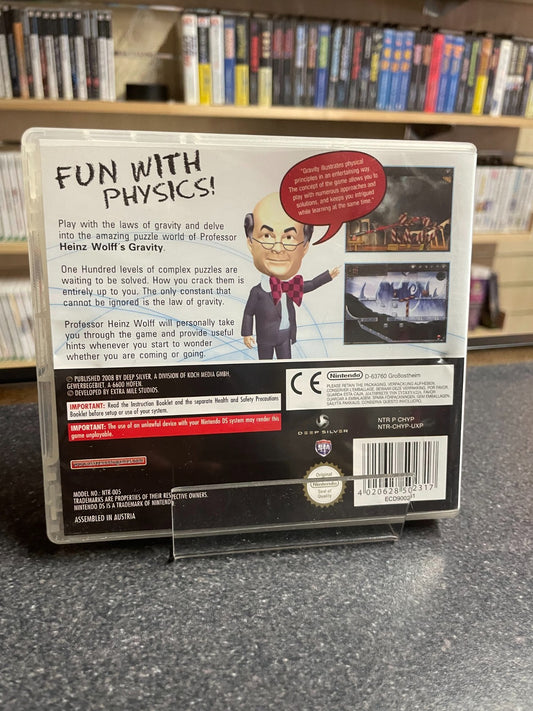 FUN WITH
PHYSICS!
"Gravity illustrates physical
principles in an entertaining way.
The concept of the game allows you to
play with numerous approaches and
solutions, and keeps you intrigued
while learning at the same time."
Play with the laws of gravity and delve
into the amazing puzzle world of Professor
Heinz Wolff's Gravity.
One Hundred levels of complex puzzles are
waiting to be solved. How you crack them is
entirely up to you. The only constant that
cannot be ignored is the law of gravity.
Professor Heinz Wolff will personally take
you through the game and provide useful
hints whenever you start to wonder
whether you are coming or going.
PUBLISHED 2008 BY DEEP SILVER, A DIVISION OF KOCH MEDIA GMBH,
GEWERBEGEBIET, A-6600 HÖFEN.
CREATED BY EXTRA MILE STUDIOS.
IMPORTANT: Read the Instruction Booklet and the separate Health and Safety Precautions
Booklet before setup or use of your system.
IMPORTANT: The use of an unlawful device with your Nintendo DS system may render this
game unplayable.
CE
Nintendo D-63760 Großostheim
PLEASE RETAIN THE PACKAGING. VERPACKUNG AUFHEBEN.
DEEP SILVER
NTR P CHYP
NTR-CHYP-UXP
Original
Nintendo
Seal of
Quality
4 020628 502317
MODEL NO.: NTR-005
TRADEMARKS ARE PROPERTIES OF THEIR RESPECTIVE OWNERS.
NINTENDO DS IS A TRADEMARK OF NINTENDO.
ASSEMBLED IN AUSTRIA